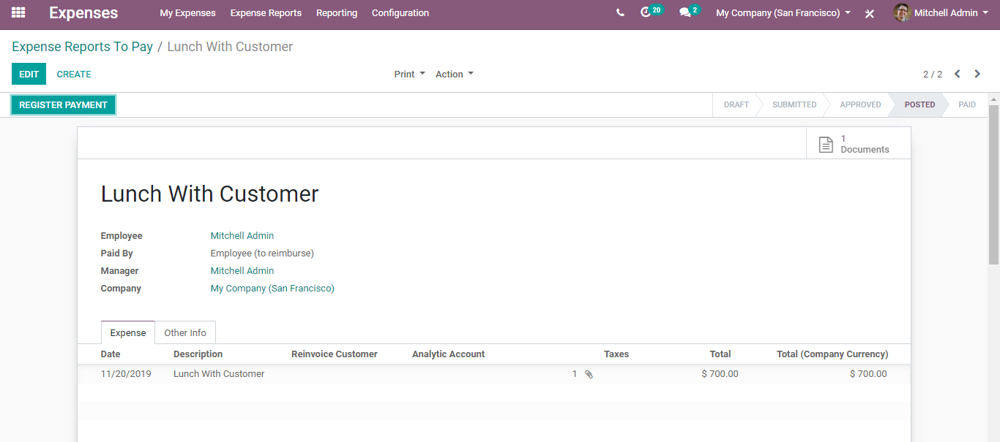 Expenses My Expenses Expense Reports Reporting Configuration 20 2 My Company (San Francisco) Mitchell Admin
Expense Reports To Pay / Lunch With Customer
EDIT CREATE Print Action 2 / 2
REGISTER PAYMENT DRAFT SUBMITTED APPROVED POSTED PAID
1
Documents
Lunch With Customer
Employee Mitchell Admin
Paid By Employee (to reimburse)
Manager Mitchell Admin
Company My Company (San Francisco)
Expense Other Info
Date Description Reinvoice Customer Analytic Account Taxes Total Total (Company Currency)
11/20/2019 Lunch With Customer 1 $ 700.00 $ 700.00